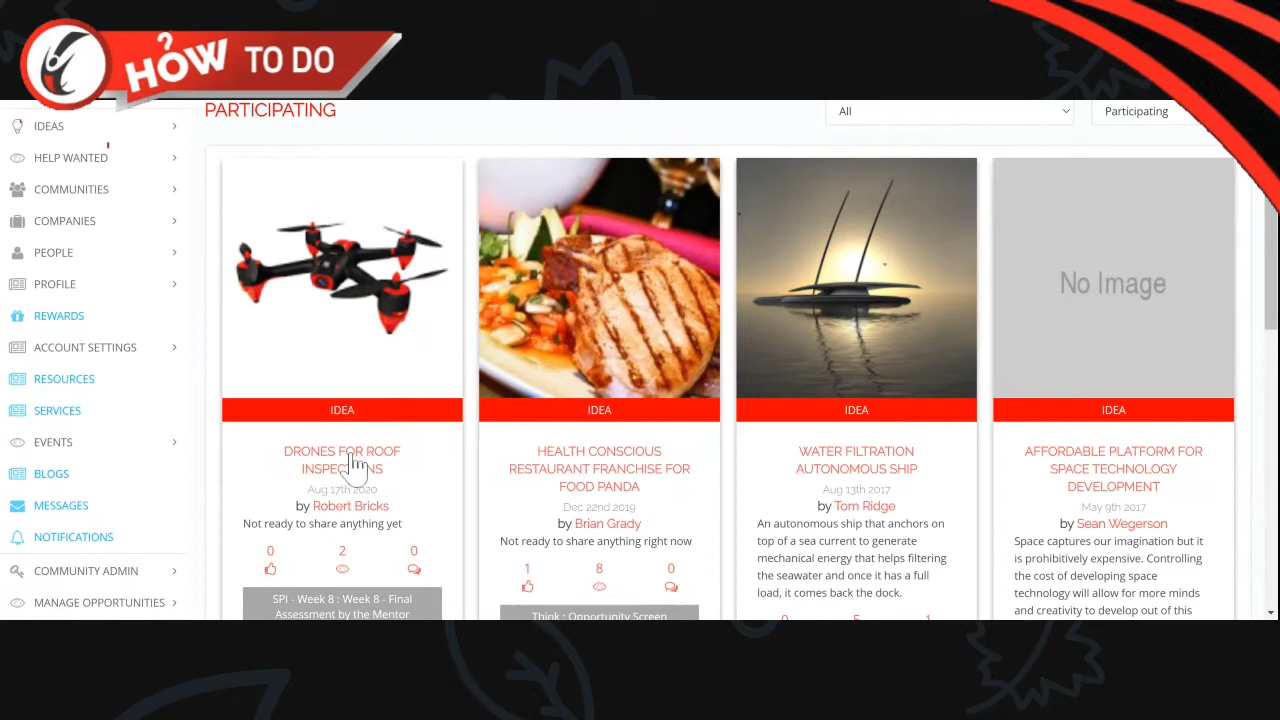 HOW TO DO
PARTICIPATING
All
Participating
IDEAS
HELP WANTED
COMMUNITIES
COMPANIES
PEOPLE
PROFILE
REWARDS
ACCOUNT SETTINGS
RESOURCES
SERVICES
EVENTS
BLOGS
MESSAGES
NOTIFICATIONS
COMMUNITY ADMIN
MANAGE OPPORTUNITIES
IDEA
DRONES FOR ROOF
INSPECTIONS
Aug 17th 2020
by Robert Bricks
Not ready to share anything yet
0 2 0
SPI - Week 8 : Week 8 - Final
Assessment by the Mentor
IDEA
HEALTH CONSCIOUS
RESTAURANT FRANCHISE FOR
FOOD PANDA
Dec 22nd 2019
by Brian Grady
Not ready to share anything right now
1 8 0
Think : Opportunity Screen
IDEA
WATER FILTRATION
AUTONOMOUS SHIP
Aug 13th 2017
by Tom Ridge
An autonomous ship that anchors on
top of a sea current to generate
mechanical energy that helps filtering
the seawater and once it has a full
load, it comes back the dock.
0 5 1
No Image
IDEA
AFFORDABLE PLATFORM FOR
SPACE TECHNOLOGY
DEVELOPMENT
May 9th 2017
by Sean Wegerson
Space captures our imagination but it
is prohibitively expensive. Controlling
the cost of developing space
technology will allow for more minds
and creativity to develop out of this